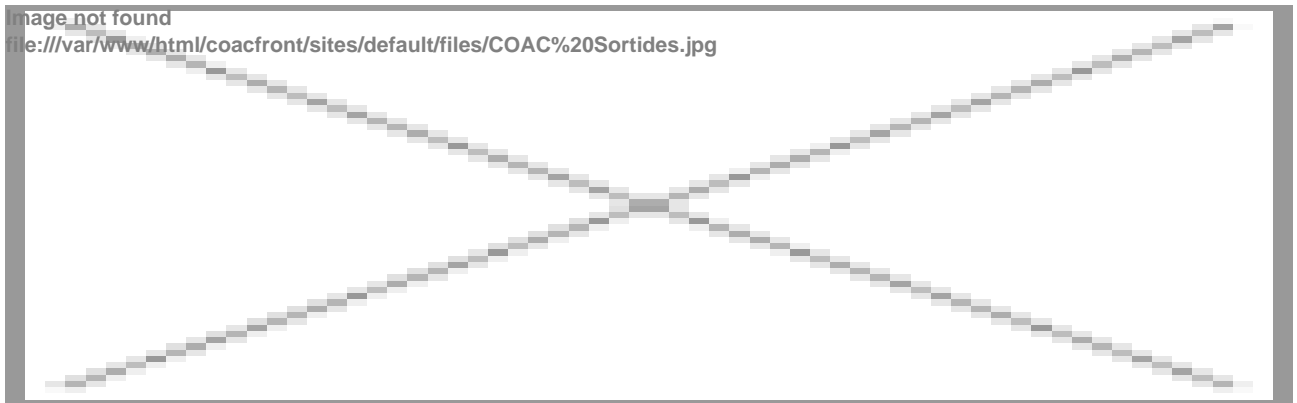 Image not found
file:///var/www/html/coacfront/sites/default/files/COAC%20Sortides.jpg